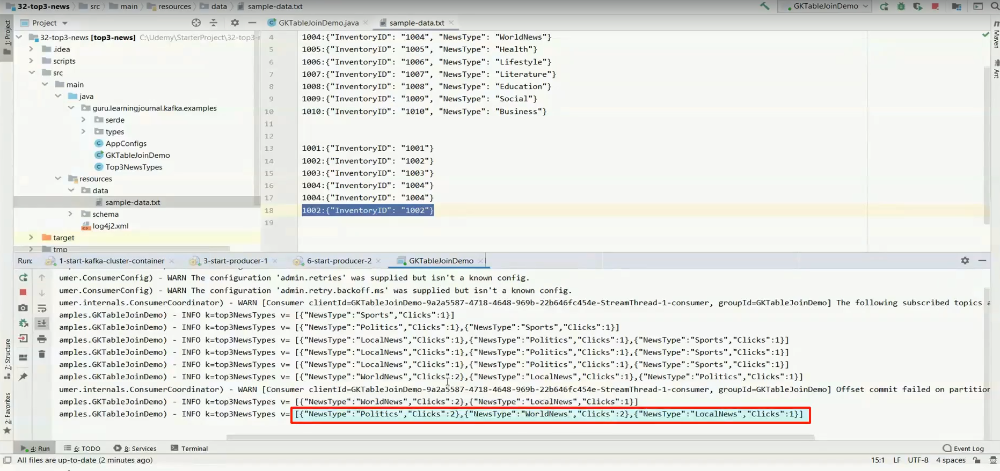 32-top3-news src main resources data sample-data.txt GKTableJoinDemo
Project GKTableJoinDemo.java sample-data.txt
1: Project
Maven
Ant
7: Structure
2: Favorites
32-top3-news [top3-news] C:\Udemy\StarterProject\32-top3-
.idea
scripts
src
main
java
guru.learningjournal.kafka.examples
serde
types
AppConfigs
GKTableJoinDemo
Top3NewsTypes
resources
data
sample-data.txt
schema
log4j2.xml
target
tmp
4 1004:{"InventoryID": "1004", "NewsType": "WorldNews"}
5 1005:{"InventoryID": "1005", "NewsType": "Health"}
6 1006:{"InventoryID": "1006", "NewsType": "Lifestyle"}
7 1007:{"InventoryID": "1007", "NewsType": "Literature"}
8 1008:{"InventoryID": "1008", "NewsType": "Education"}
9 1009:{"InventoryID": "1009", "NewsType": "Social"}
10 1010:{"InventoryID": "1010", "NewsType": "Business"}
11
12
13 1001:{"InventoryID": "1001"}
14 1002:{"InventoryID": "1002"}
15 1003:{"InventoryID": "1003"}
16 1004:{"InventoryID": "1004"}
17 1004:{"InventoryID": "1004"}
18 1002:{"InventoryID": "1002"}
19
Run: 1-start-kafka-cluster-container 3-start-producer-1 6-start-producer-2 GKTableJoinDemo
umer.ConsumerConfig) - WARN The configuration 'admin.retries' was supplied but isn't a known config.
umer.ConsumerConfig) - WARN The configuration 'admin.retry.backoff.ms' was supplied but isn't a known config.
umer.internals.ConsumerCoordinator) - WARN [Consumer clientId=GKTableJoinDemo-9a2a5587-4718-4648-969b-22b646fc454e-StreamThread-1-consumer, groupId=GKTableJoinDemo] The following subscribed topics a
amples.GKTableJoinDemo) - INFO k=top3NewsTypes v= [{"NewsType":"Sports","Clicks":1}]
amples.GKTableJoinDemo) - INFO k=top3NewsTypes v= [{"NewsType":"Politics","Clicks":1},{"NewsType":"Sports","Clicks":1}]
amples.GKTableJoinDemo) - INFO k=top3NewsTypes v= [{"NewsType":"LocalNews","Clicks":1},{"NewsType":"Politics","Clicks":1},{"NewsType":"Sports","Clicks":1}]
amples.GKTableJoinDemo) - INFO k=top3NewsTypes v= [{"NewsType":"LocalNews","Clicks":1},{"NewsType":"Politics","Clicks":1},{"NewsType":"Sports","Clicks":1}]
amples.GKTableJoinDemo) - INFO k=top3NewsTypes v= [{"NewsType":"LocalNews","Clicks":1},{"NewsType":"Politics","Clicks":1},{"NewsType":"Sports","Clicks":1}]
amples.GKTableJoinDemo) - INFO k=top3NewsTypes v= [{"NewsType":"WorldNews","Clicks":2},{"NewsType":"LocalNews","Clicks":1},{"NewsType":"Politics","Clicks":1}]
umer.internals.ConsumerCoordinator) - WARN [Consumer clientId=GKTableJoinDemo-9a2a5587-4718-4648-969b-22b646fc454e-StreamThread-1-consumer, groupId=GKTableJoinDemo] Offset commit failed on partition
amples.GKTableJoinDemo) - INFO k=top3NewsTypes v= [{"NewsType":"WorldNews","Clicks":2},{"NewsType":"LocalNews","Clicks":1}]
amples.GKTableJoinDemo) - INFO k=top3NewsTypes v= [{"NewsType":"Politics","Clicks":2},{"NewsType":"WorldNews","Clicks":2},{"NewsType":"LocalNews","Clicks":1}]
4: Run 6: TODO 8: Services Terminal Event Log
All files are up-to-date (2 minutes ago) 15:1 LF UTF-8 4 spaces